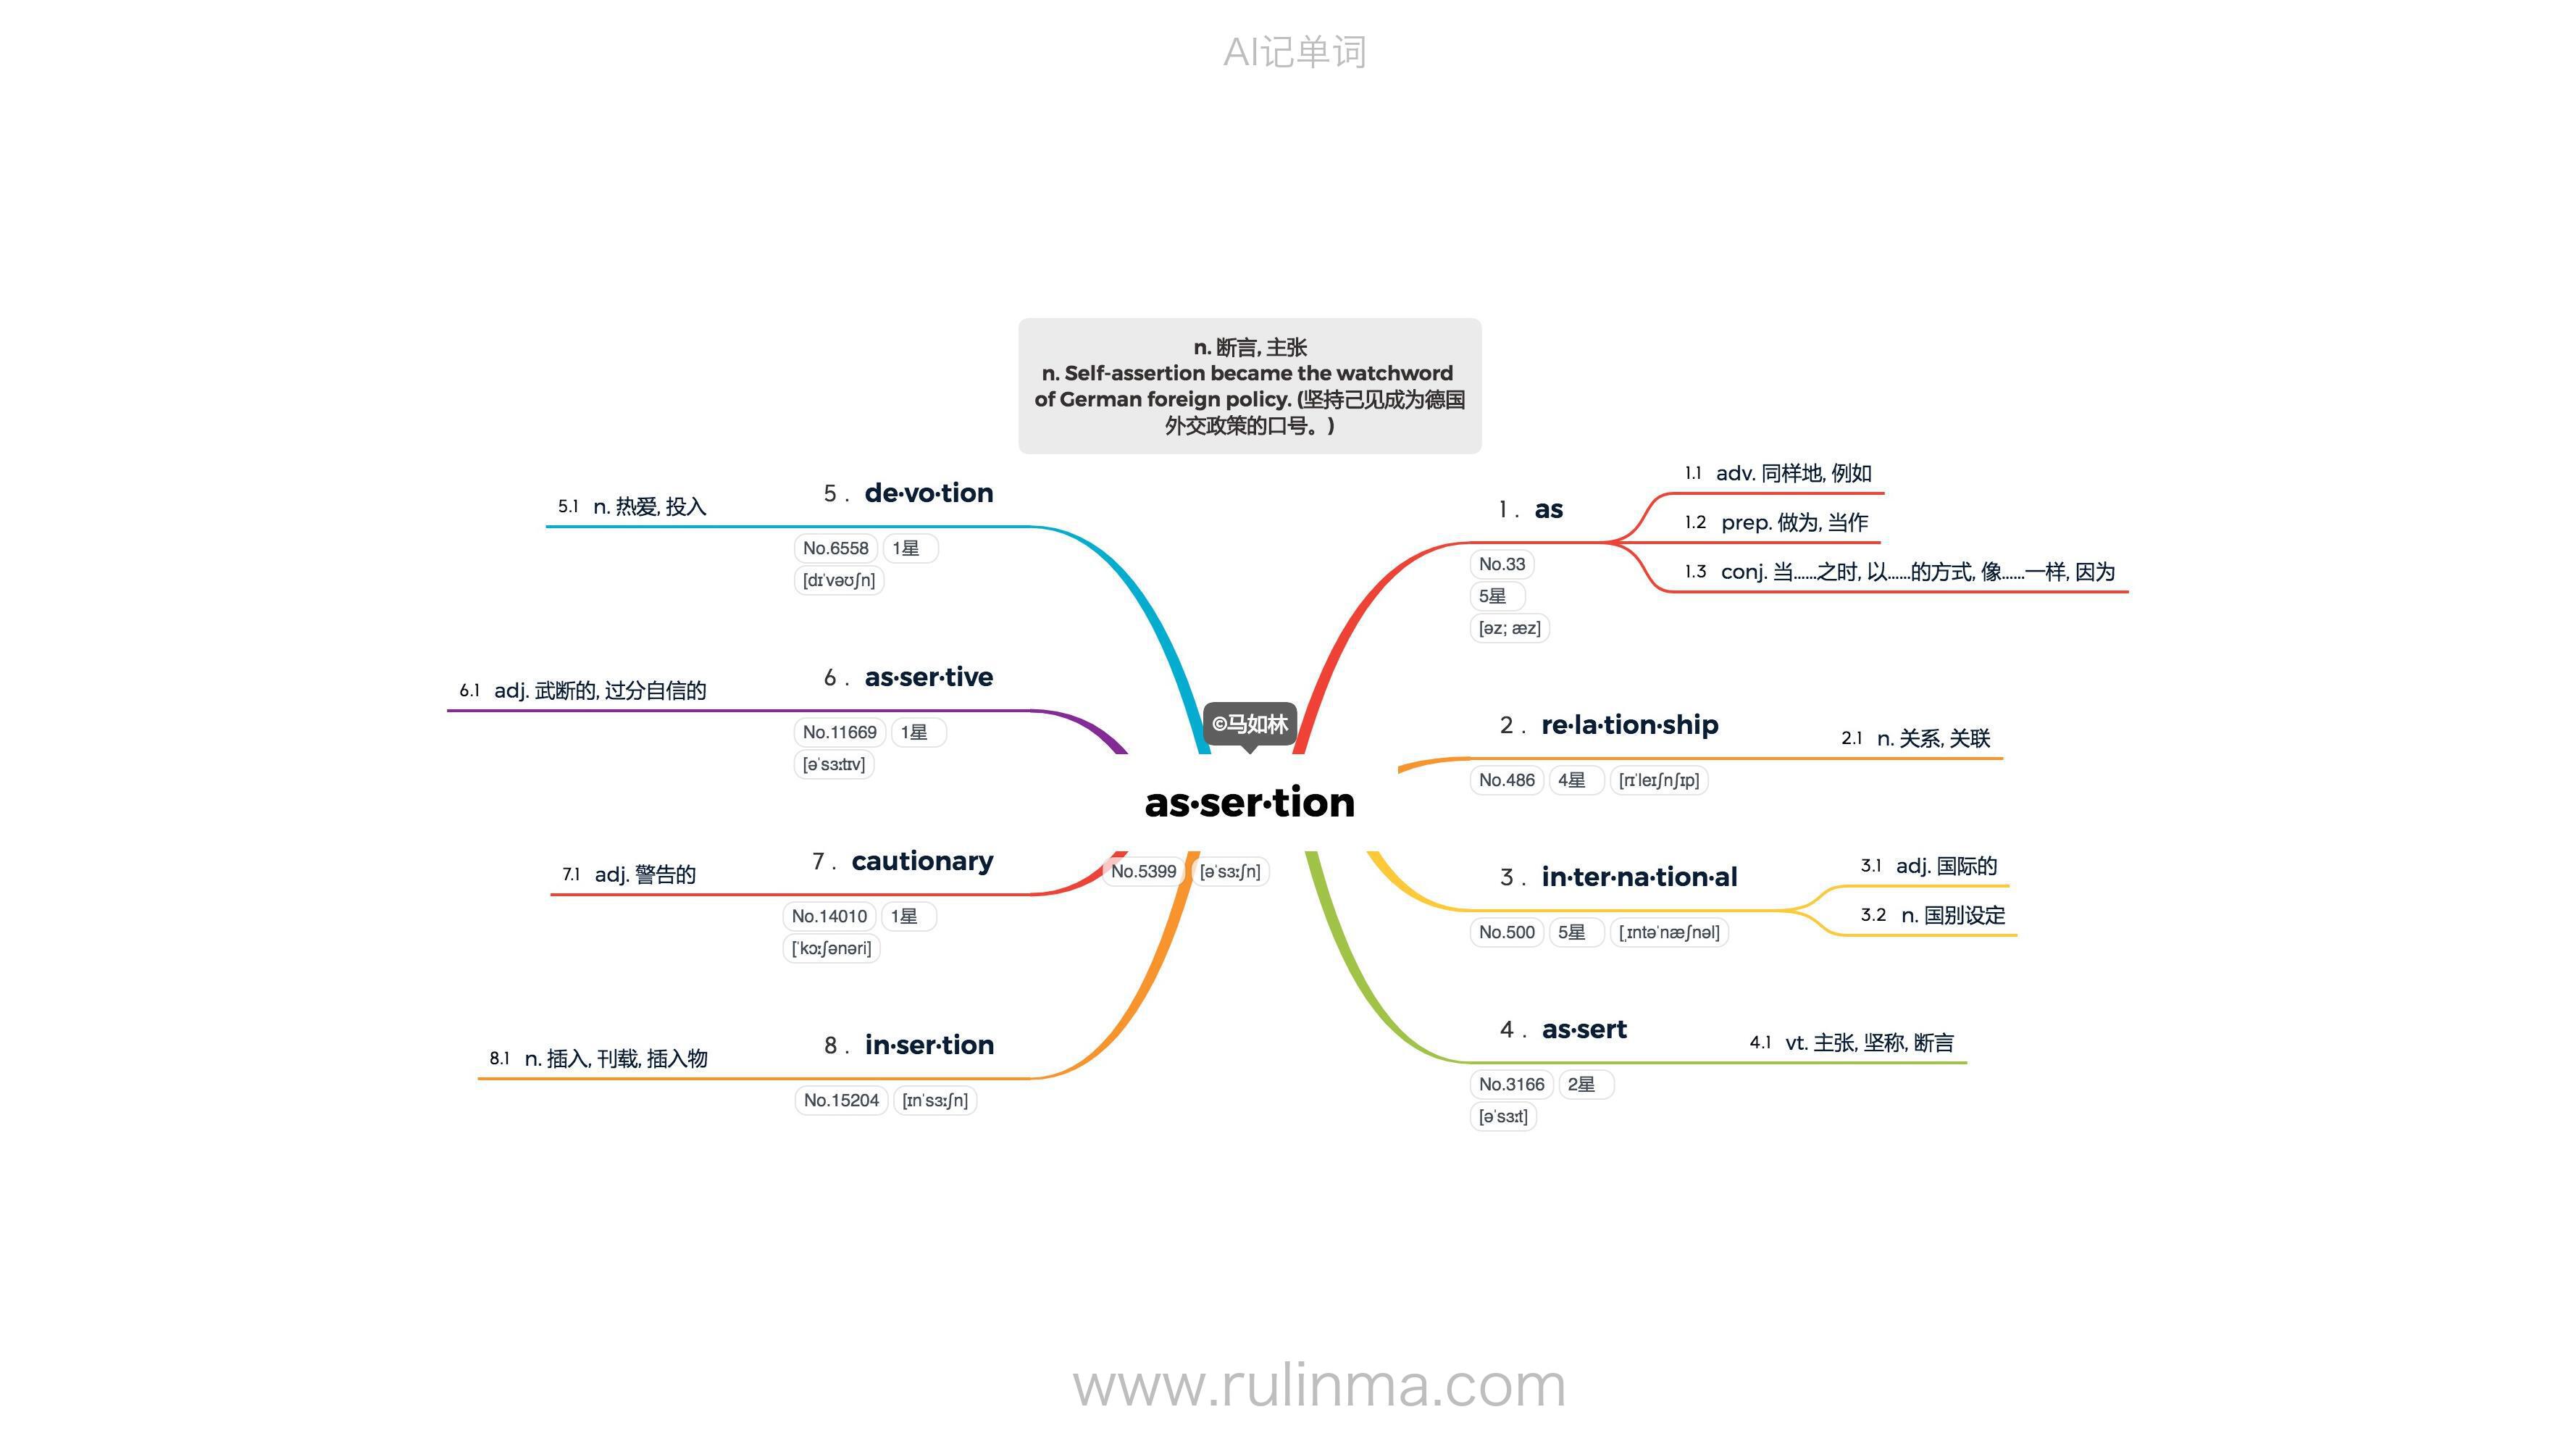 AI记单词
n. 断言, 主张
n. Self-assertion became the watchword
of German foreign policy. (坚持己见成为德国
外交政策的口号。)
©马如林
as·ser·tion
No.5399 [əˈsɜːʃn]
1 . as
No.33
5星
[əz; æz]
1.1 adv. 同样地, 例如
1.2 prep. 做为, 当作
1.3 conj. 当……之时, 以……的方式, 像……一样, 因为
2 . re·la·tion·ship
No.486 4星 [rɪˈleɪʃnʃɪp]
2.1 n. 关系, 关联
3 . in·ter·na·tion·al
No.500 5星 [ˌɪntəˈnæʃnəl]
3.1 adj. 国际的
3.2 n. 国别设定
4 . as·sert
No.3166 2星
[əˈsɜːt]
4.1 vt. 主张, 坚称, 断言
5 . de·vo·tion
No.6558 1星
[dɪˈvəʊʃn]
5.1 n. 热爱, 投入
6 . as·ser·tive
No.11669 1星
[əˈsɜːtɪv]
6.1 adj. 武断的, 过分自信的
7 . cautionary
No.14010 1星
[ˈkɔːʃənəri]
7.1 adj. 警告的
8 . in·ser·tion
No.15204 [ɪnˈsɜːʃn]
8.1 n. 插入, 刊载, 插入物
www.rulinma.com